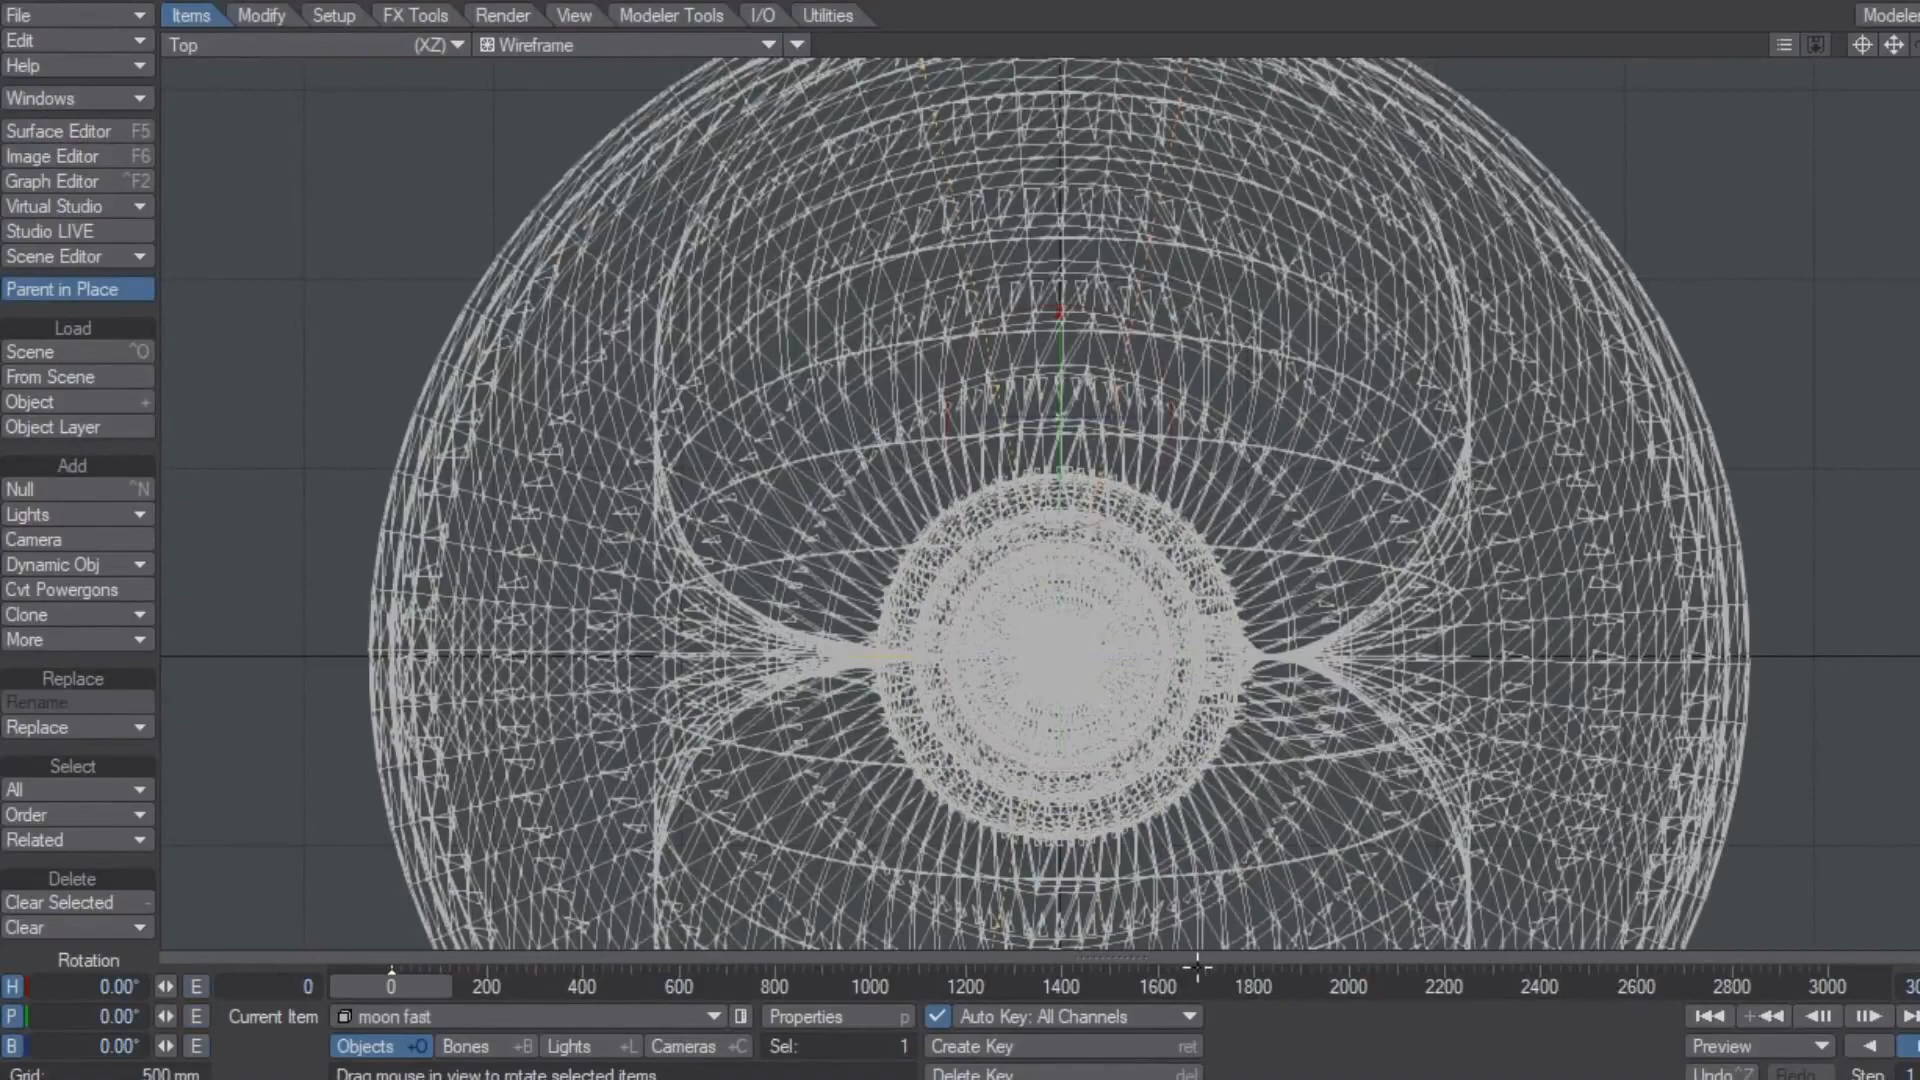 File
Items
Modify
Setup
FX Tools
Render
View
Modeler Tools
I/O
Utilities
Modeler
Edit
Top
(XZ)
Wireframe
Help
Windows
Surface Editor F5
Image Editor F6
Graph Editor ^F2
Virtual Studio
Studio LIVE
Scene Editor
Parent in Place
Load
Scene ^O
From Scene
Object +
Object Layer
Add
Null ^N
Lights
Camera
Dynamic Obj
Cvt Powergons
Clone
More
Replace
Rename
Replace
Select
All
Order
Related
Delete
Clear Selected -
Clear
Rotation
H 0.00° E 0
0 200 400 600 800 1000 1200 1400 1600 1800 2000 2200 2400 2600 2800 3000
P 0.00° E Current Item moon fast Properties p Auto Key: All Channels
B 0.00° E Objects +O Bones +B Lights +L Cameras +C Sel: 1 Create Key ret Preview
Grid: 500 mm Drag mouse in view to rotate selected items. Delete Key del Undo ^Z Redo Step 1